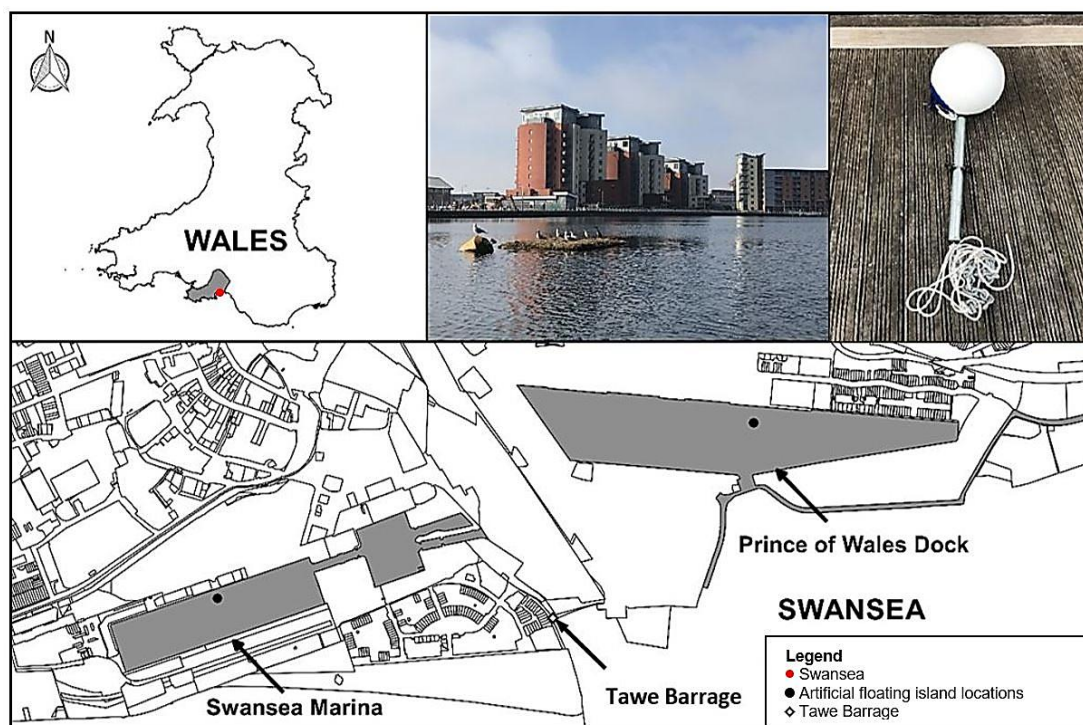 N
WALES
Prince of Wales Dock
SWANSEA
Swansea Marina
Tawe Barrage
Legend
Swansea
Artificial floating island locations
Tawe Barrage